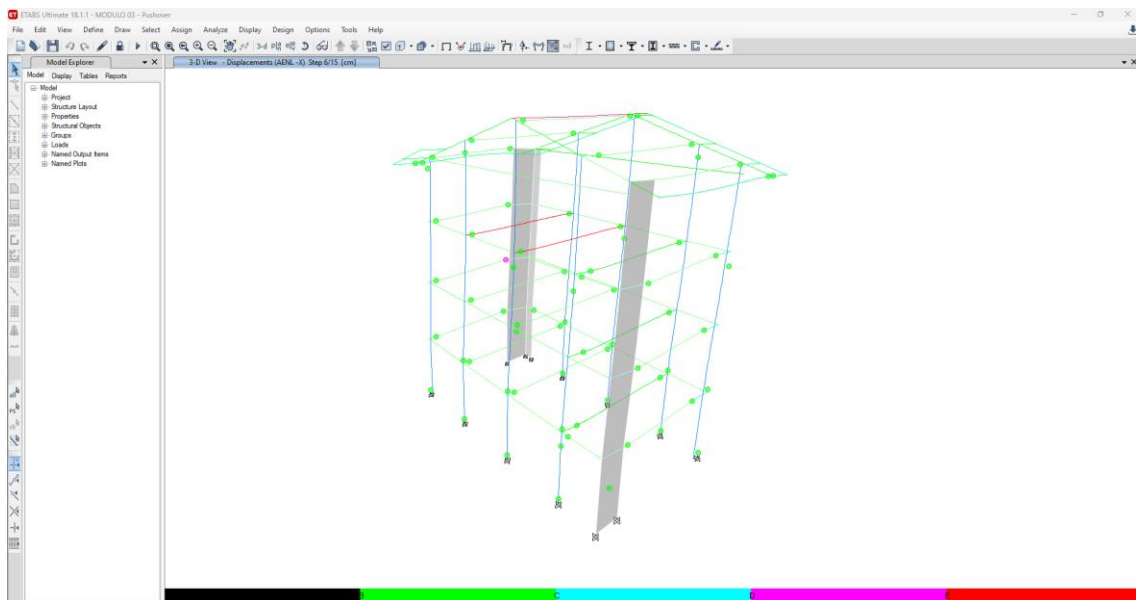 ETABS Ultimate 18.1.1 - MODULO 03 - Pushover
File Edit View Define Draw Select Assign Analyze Display Design Options Tools Help
Model Explorer
3-D View - Displacements (AENL -X) Step 6/15 [cm]
Model Display Tables Reports
Model
Project
Structure Layout
Properties
Structural Objects
Groups
Loads
Named Output Items
Named Plots
B C D E